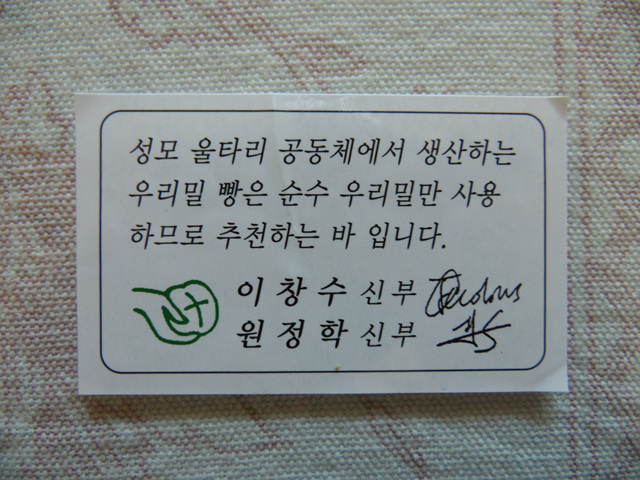 성모 울타리 공동체에서 생산하는
우리밀 빵은 순수 우리밀만 사용
하므로 추천하는 바 입니다.
이 창 수 신 부
원 정 학 신 부